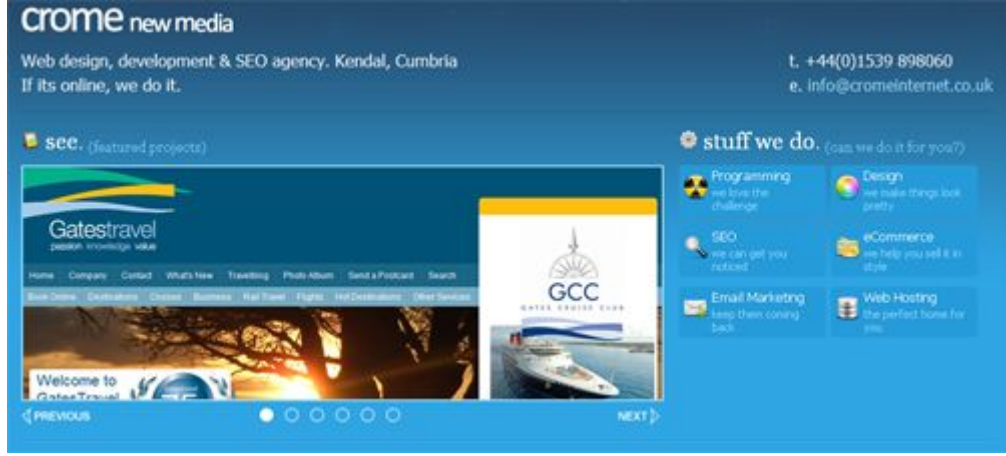 crome new media
Web design, development & SEO agency. Kendal, Cumbria
If its online, we do it.
t. +44(0)1539 898060
e. info@cromeinternet.co.uk
see. (featured projects)
Gatestravel
passion knowledge value
Home Company Contact What's New Travelblog Photo Album Send a Postcard Search
Book Online Destinations Cruises Business Rail Travel Flights Hot Destinations Other Services
GCC
GATES CRUISE CLUB
Welcome to
GatesTravel
PREVIOUS
NEXT
stuff we do. (can we do it for you?)
Programming
we love the
challenge
Design
we make things look
pretty
SEO
we can get you
noticed
eCommerce
we help you sell it in
style
Email Marketing
keep them coming
back
Web Hosting
the perfect home for
you